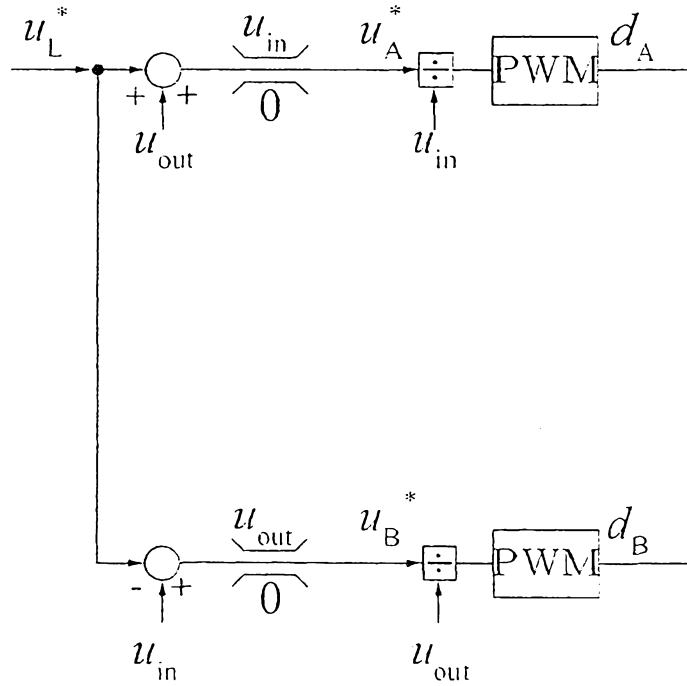 u_L* u_in u_A* ÷ PWM d_A
+ + 0
u_out u_in
u_out u_B* ÷ PWM d_B
- + 0
u_in u_out